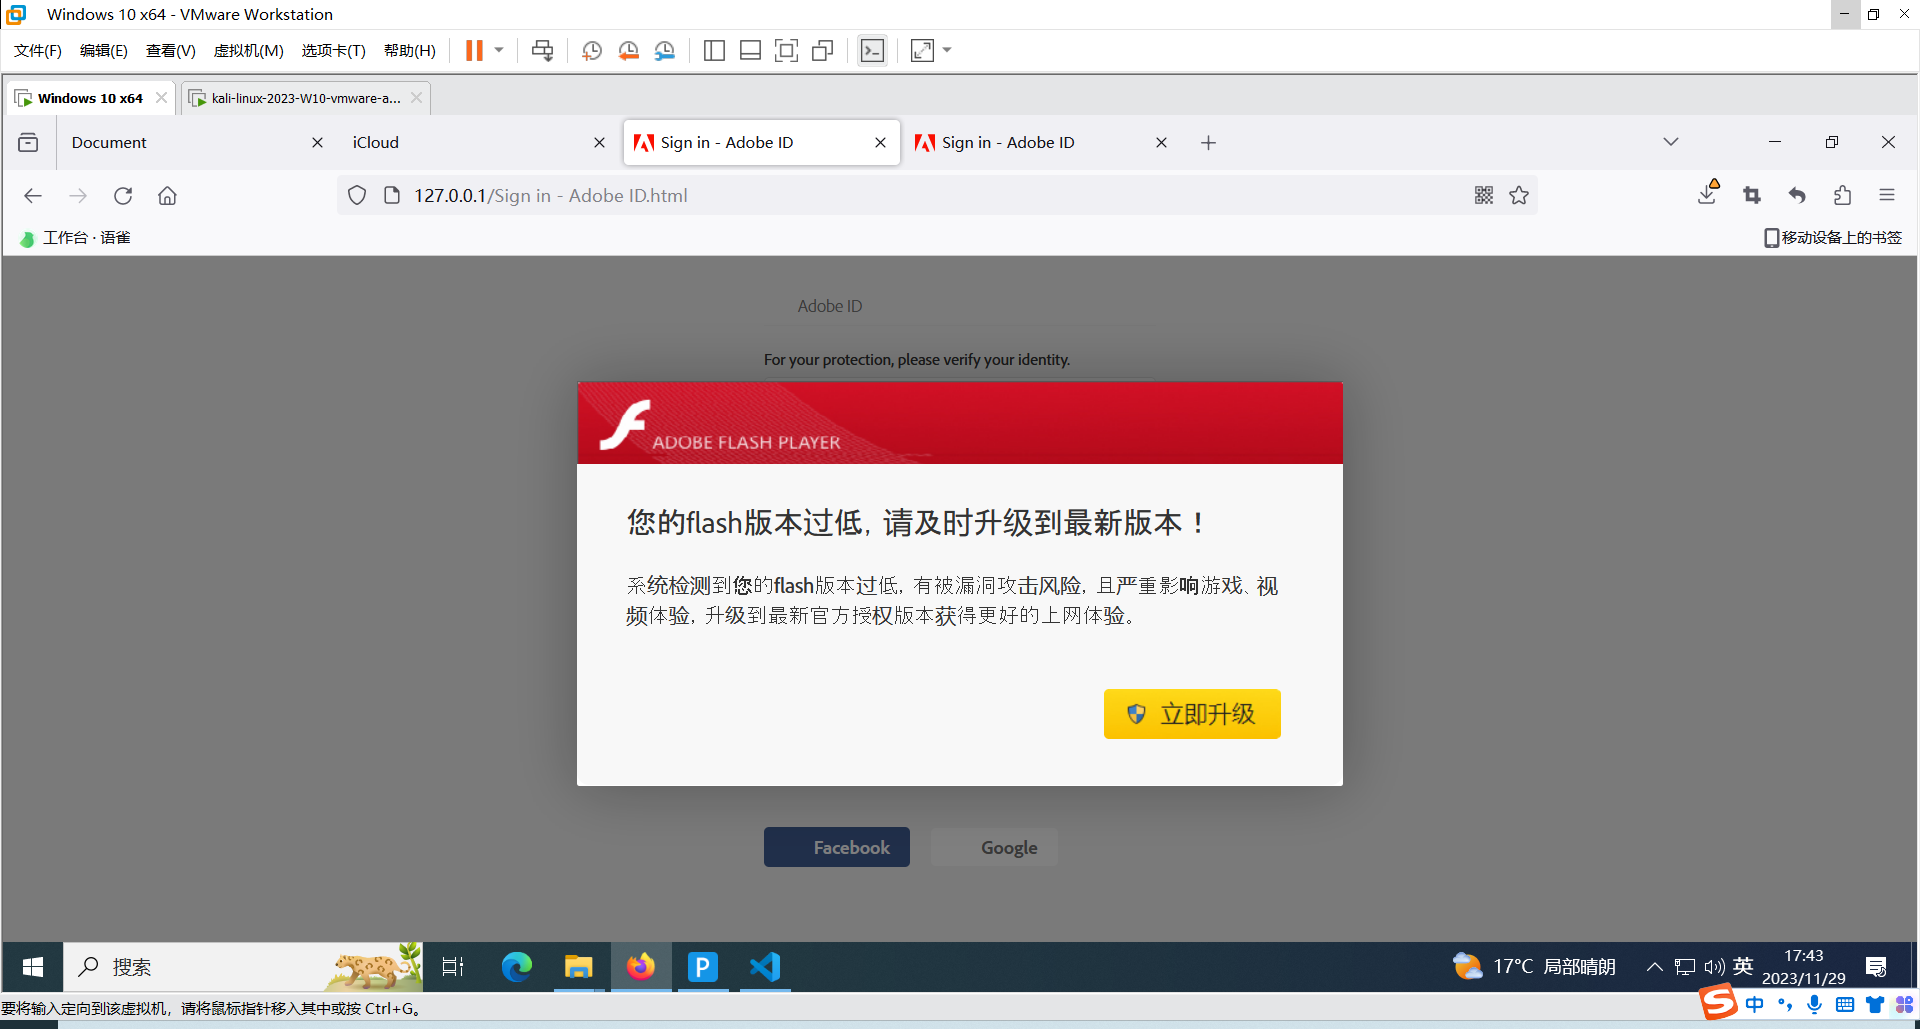 Windows 10 x64 - VMware Workstation
文件(F) 编辑(E) 查看(V) 虚拟机(M) 选项卡(T) 帮助(H)
Windows 10 x64 kali-linux-2023-W10-vmware-a...
Document iCloud Sign in - Adobe ID Sign in - Adobe ID
127.0.0.1/Sign in - Adobe ID.html
工作台 · 语雀 移动设备上的书签
Adobe ID
For your protection, please verify your identity.
ADOBE FLASH PLAYER
您的flash版本过低, 请及时升级到最新版本！
系统检测到您的flash版本过低, 有被漏洞攻击风险, 且严重影响游戏、视
频体验, 升级到最新官方授权版本获得更好的上网体验。
立即升级
Facebook Google
搜索 P 17°C 局部晴朗 英 17:43
2023/11/29
要将输入定向到该虚拟机，请将鼠标指针移入其中或按 Ctrl+G。 S 中